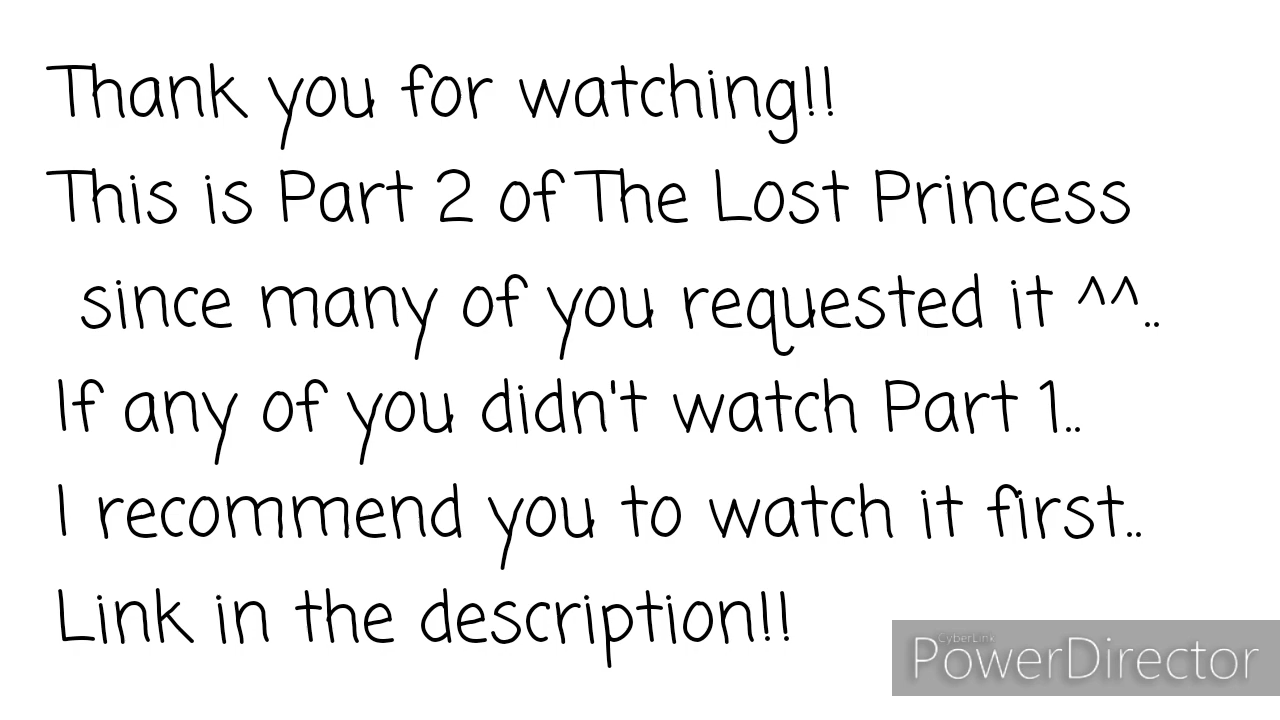 Thank you for watching!!
This is Part 2 of The Lost Princess
since many of you requested it ^^..
If any of you didn't watch Part 1..
I recommend you to watch it first..
Link in the description!!
CyberLink
PowerDirector